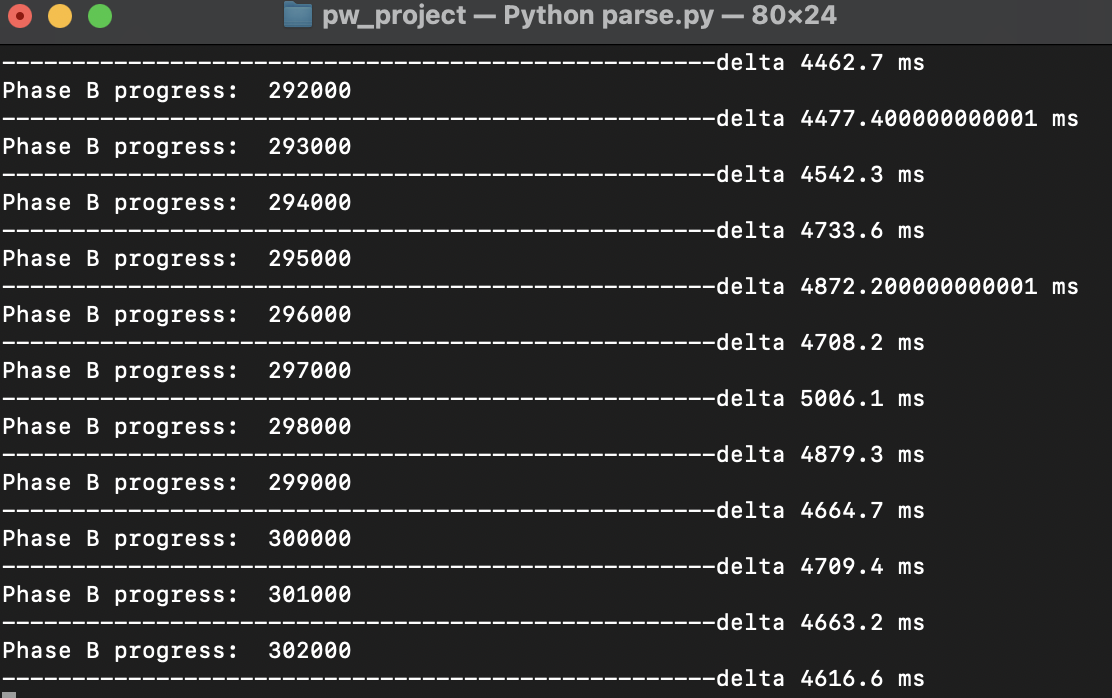 pw_project — Python parse.py — 80×24
---------------------------------------------------delta 4462.7 ms
Phase B progress:  292000
---------------------------------------------------delta 4477.400000000001 ms
Phase B progress:  293000
---------------------------------------------------delta 4542.3 ms
Phase B progress:  294000
---------------------------------------------------delta 4733.6 ms
Phase B progress:  295000
---------------------------------------------------delta 4872.200000000001 ms
Phase B progress:  296000
---------------------------------------------------delta 4708.2 ms
Phase B progress:  297000
---------------------------------------------------delta 5006.1 ms
Phase B progress:  298000
---------------------------------------------------delta 4879.3 ms
Phase B progress:  299000
---------------------------------------------------delta 4664.7 ms
Phase B progress:  300000
---------------------------------------------------delta 4709.4 ms
Phase B progress:  301000
---------------------------------------------------delta 4663.2 ms
Phase B progress:  302000
---------------------------------------------------delta 4616.6 ms